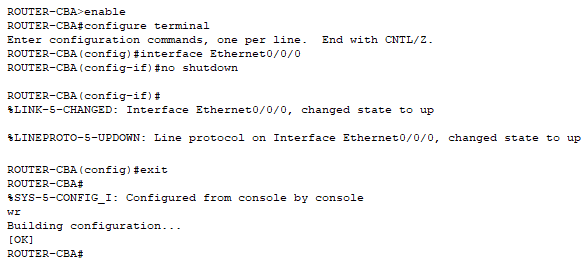 ROUTER-CBA>enable
ROUTER-CBA#configure terminal
Enter configuration commands, one per line.  End with CNTL/Z.
ROUTER-CBA(config)#interface Ethernet0/0/0
ROUTER-CBA(config-if)#no shutdown
ROUTER-CBA(config-if)#
%LINK-5-CHANGED: Interface Ethernet0/0/0, changed state to up
%LINEPROTO-5-UPDOWN: Line protocol on Interface Ethernet0/0/0, changed state to up
ROUTER-CBA(config)#exit
ROUTER-CBA#
%SYS-5-CONFIG_I: Configured from console by console
wr
Building configuration...
[OK]
ROUTER-CBA#